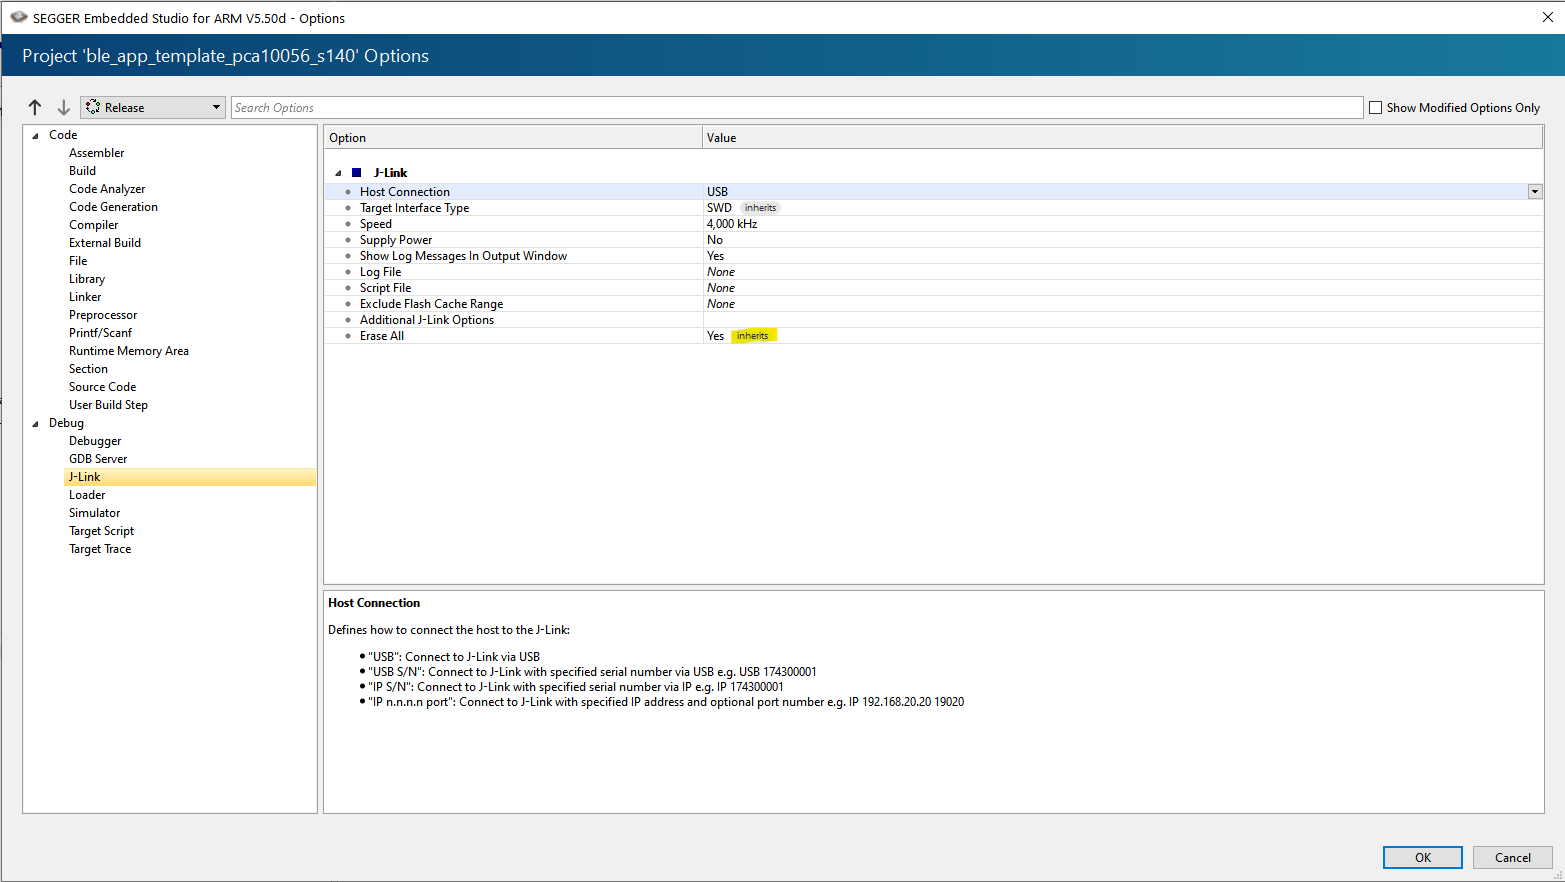 SEGGER Embedded Studio for ARM V5.50d - Options
Project 'ble_app_template_pca10056_s140' Options
Release
Search Options
Show Modified Options Only
Code
Assembler
Build
Code Analyzer
Code Generation
Compiler
External Build
File
Library
Linker
Preprocessor
Printf/Scanf
Runtime Memory Area
Section
Source Code
User Build Step
Debug
Debugger
GDB Server
J-Link
Loader
Simulator
Target Script
Target Trace
Option Value
J-Link
Host Connection USB
Target Interface Type SWD inherits
Speed 4,000 kHz
Supply Power No
Show Log Messages In Output Window Yes
Log File None
Script File None
Exclude Flash Cache Range None
Additional J-Link Options
Erase All Yes inherits
Host Connection
Defines how to connect the host to the J-Link:
• "USB": Connect to J-Link via USB
• "USB S/N": Connect to J-Link with specified serial number via USB e.g. USB 174300001
• "IP S/N": Connect to J-Link with specified serial number via IP e.g. IP 174300001
• "IP n.n.n.n port": Connect to J-Link with specified IP address and optional port number e.g. IP 192.168.20.20 19020
OK Cancel